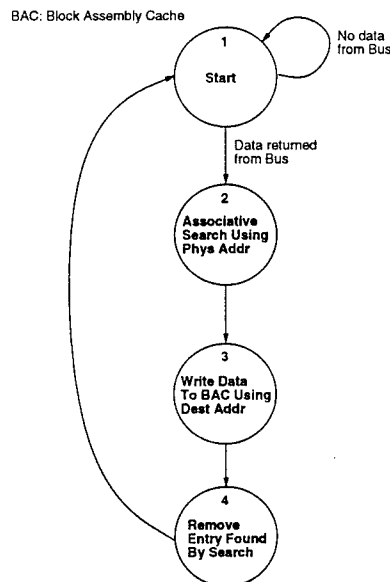 BAC: Block Assembly Cache
1
Start
No data
from Bus
Data returned
from Bus
2
Associative
Search Using
Phys Addr
3
Write Data
To BAC Using
Dest Addr
4
Remove
Entry Found
By Search